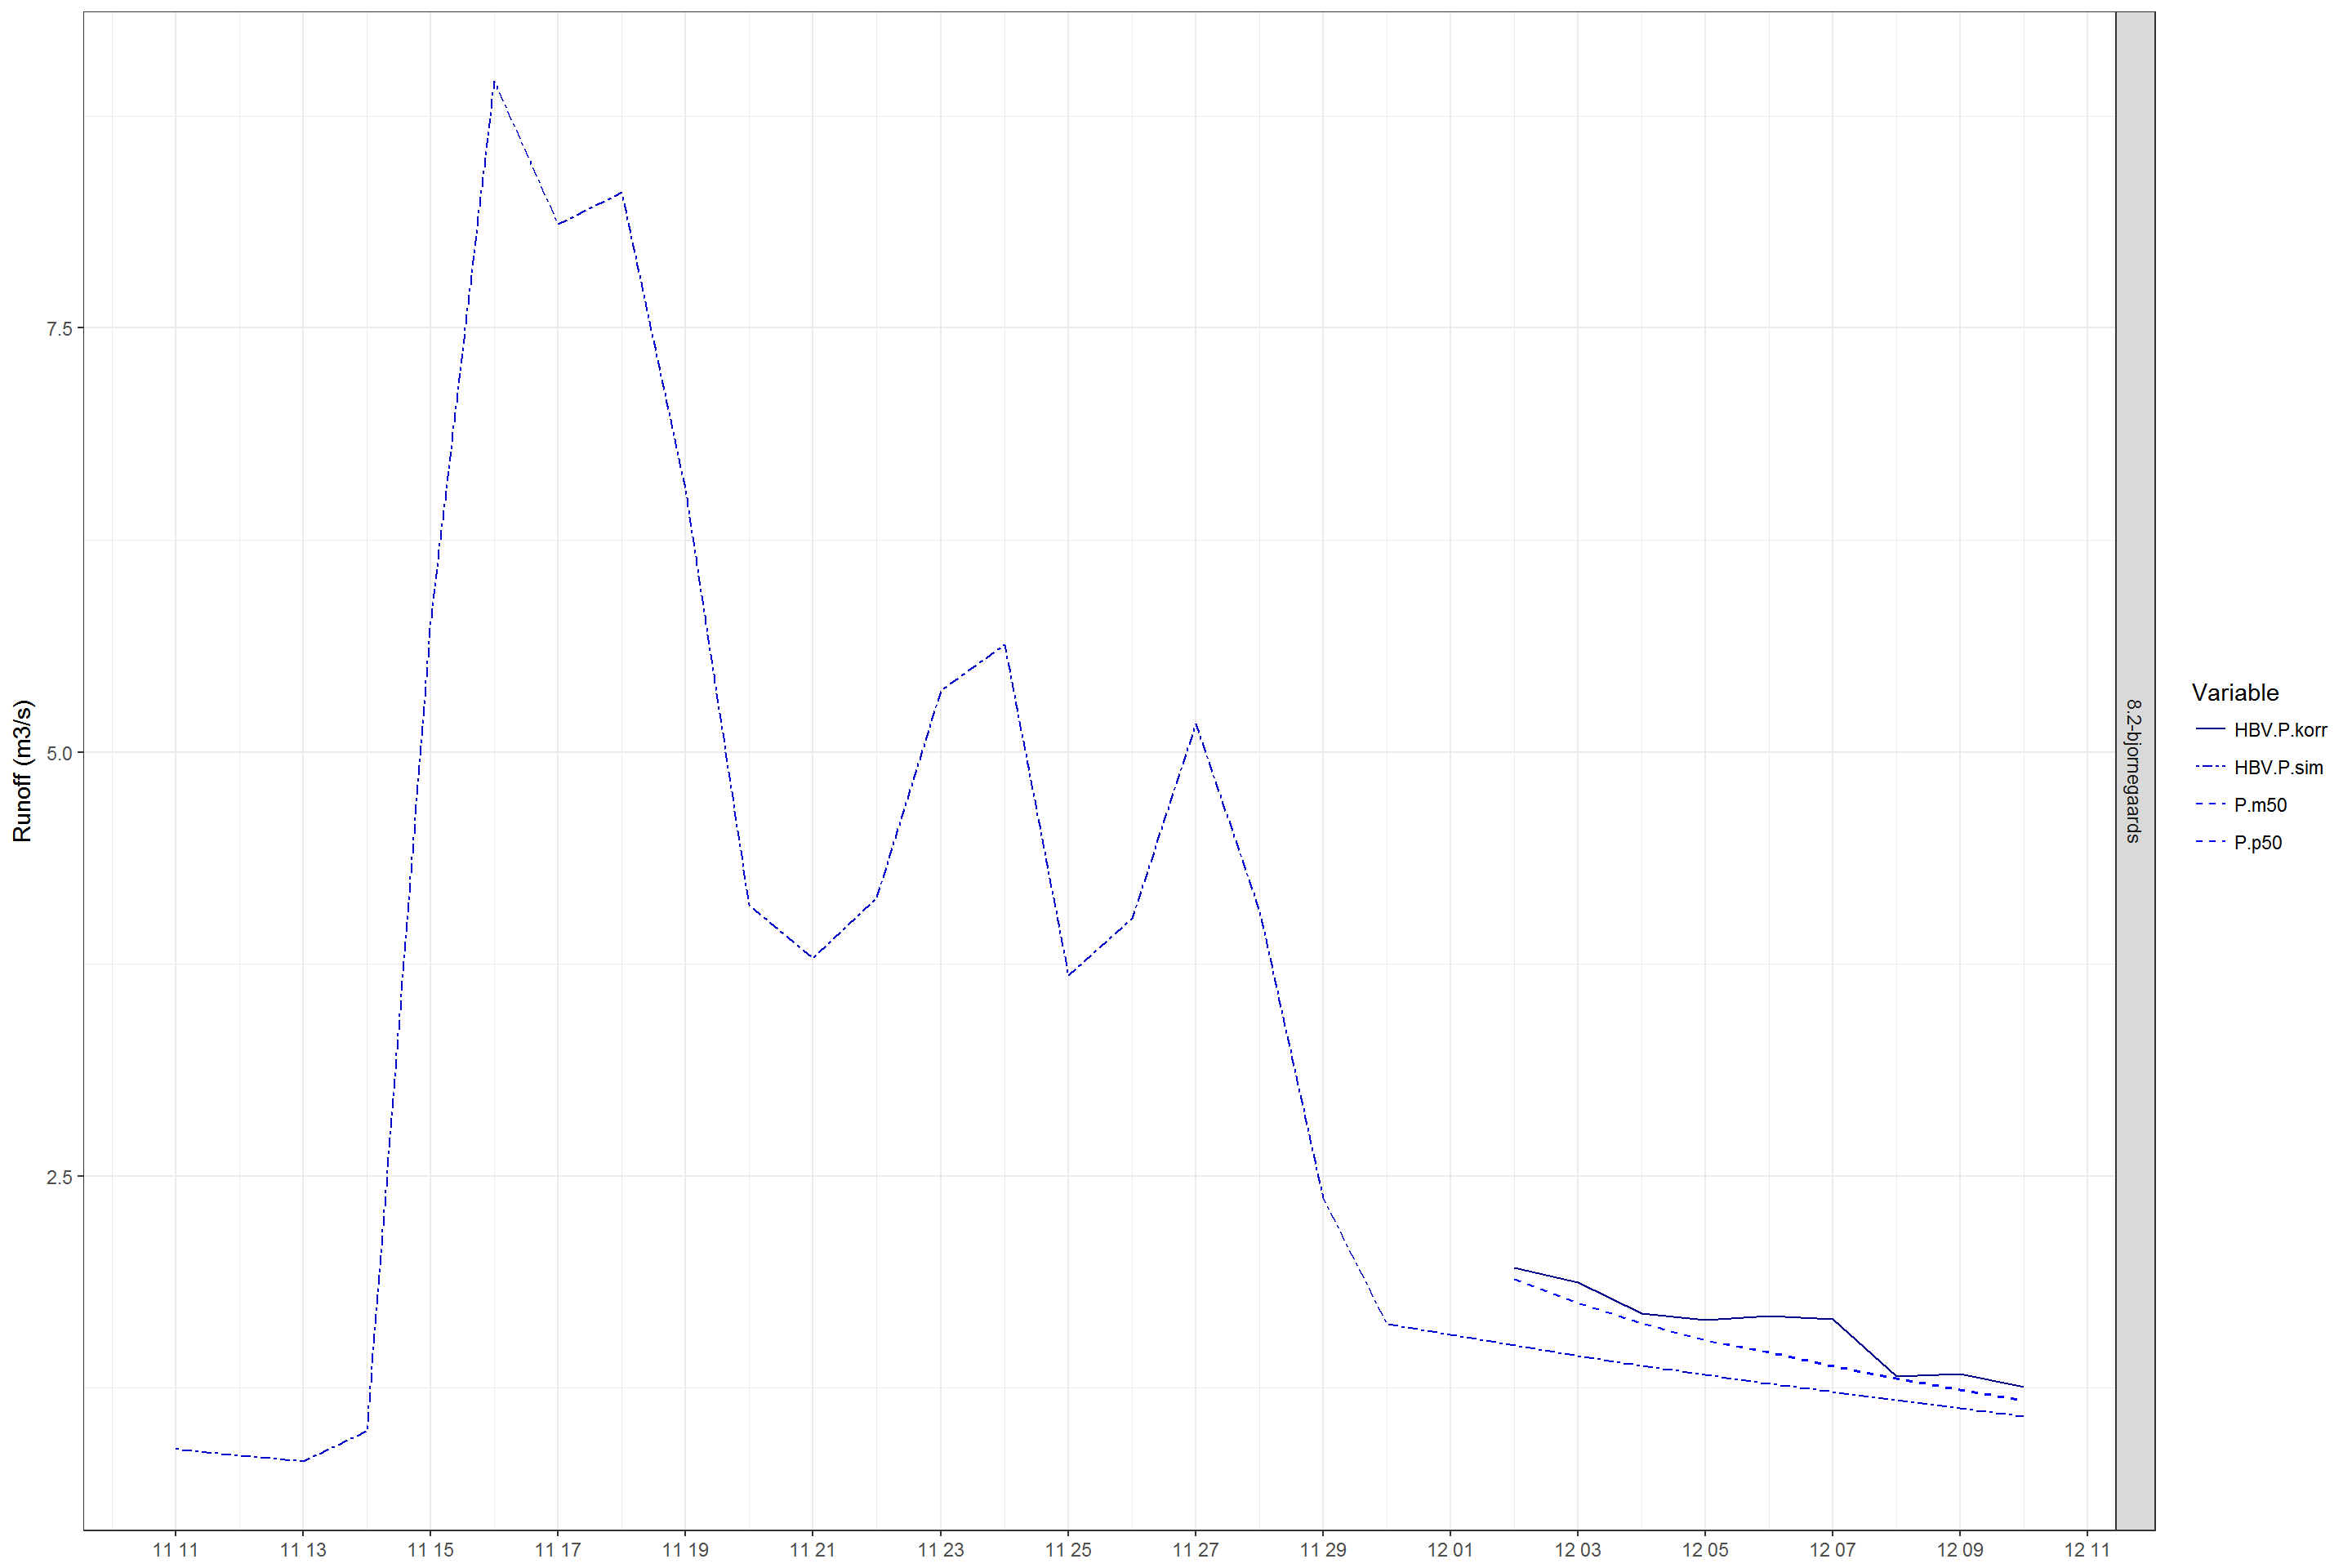 Runoff (m3/s)
7.5
5.0
2.5
11 11
11 13
11 15
11 17
11 19
11 21
11 23
11 25
11 27
11 29
12 01
12 03
12 05
12 07
12 09
12 11
8.2-bjornegaards
Variable
HBV.P.korr
HBV.P.sim
P.m50
P.p50